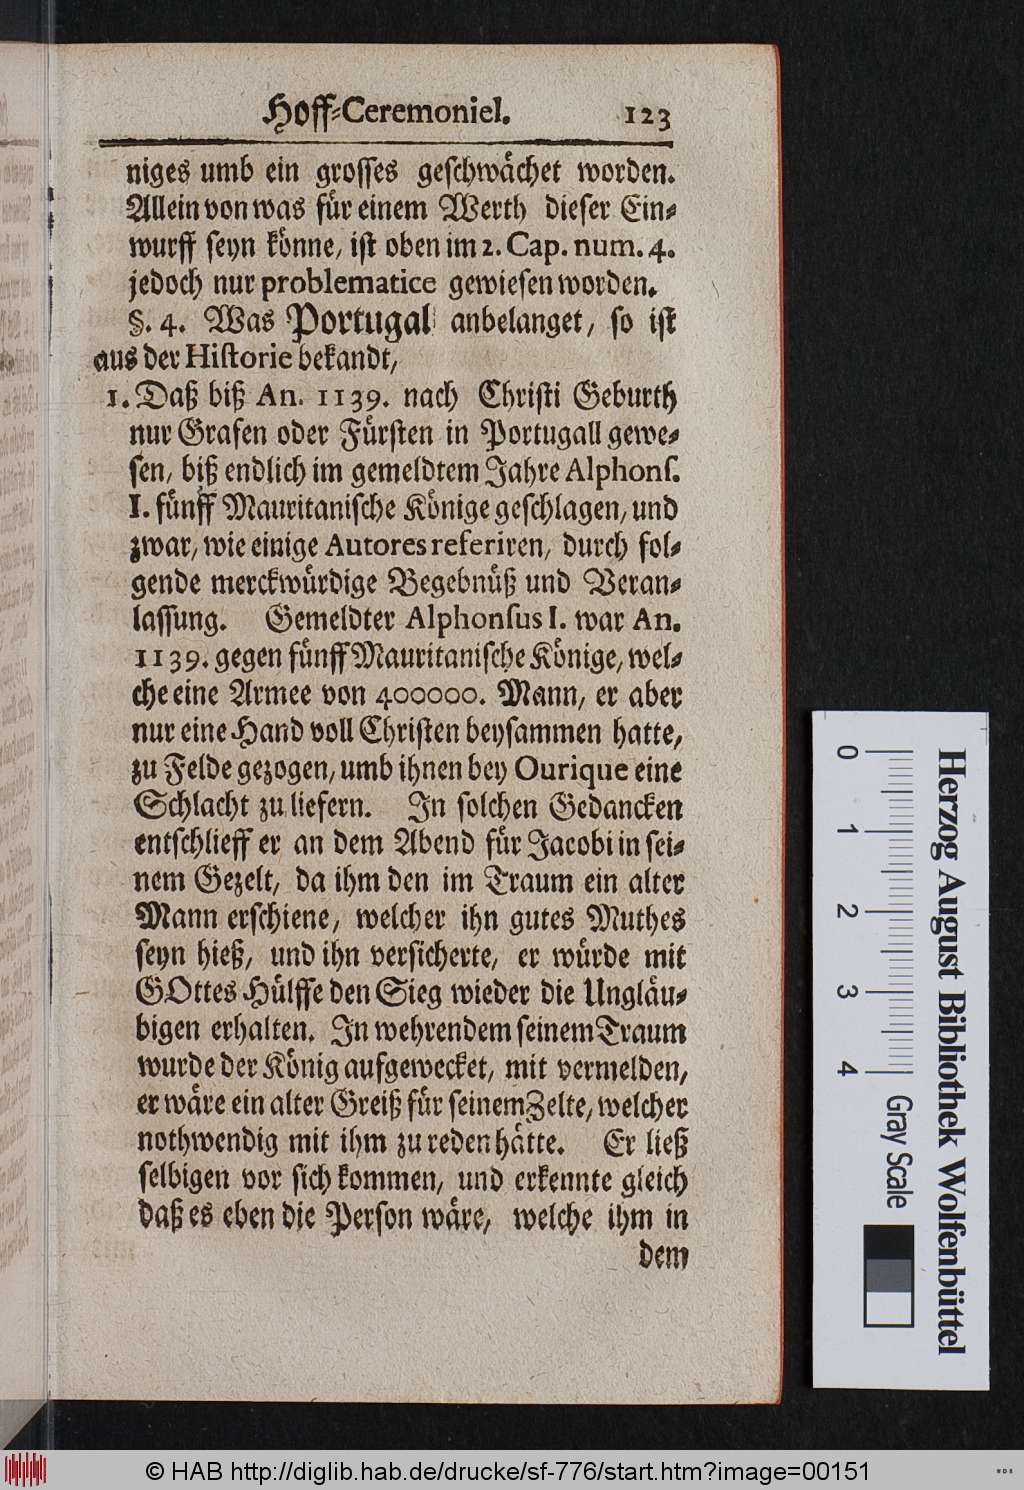 Hoff-Ceremoniel. 123
niges umb ein grosses geschwächet worden.
Allein von was für einem Werth dieser Ein-
wurff seyn könne, ist oben im 2. Cap. num. 4.
jedoch nur problematice gewiesen worden.
§. 4. Was Portugal anbelanget, so ist
aus der Historie bekandt,
1. Daß biß An. 1139. nach Christi Geburth
nur Grafen oder Fürsten in Portugall gewe-
sen, biß endlich im gemeldtem Jahre Alphons.
I. fünff Mauritanische Könige geschlagen, und
zwar, wie einige Autores referiren, durch fol-
gende merckwürdige Begebnüß und Veran-
lassung. Gemeldter Alphonsus I. war An.
1139. gegen fünff Mauritanische Könige, wel-
che eine Armee von 400000. Mann, er aber
nur eine Hand voll Christen beysammen hatte,
zu Felde gezogen, umb ihnen bey Ourique eine
Schlacht zu liefern. In solchen Gedancken
entschlieff er an dem Abend für Jacobi in sei-
nem Gezelt, da ihm den im Traum ein alter
Mann erschiene, welcher ihn gutes Muthes
seyn hieß, und ihn versicherte, er würde mit
GOttes Hülffe den Sieg wieder die Ungläu-
bigen erhalten. In wehrendem seinem Traum
wurde der König aufgewecket, mit vermelden,
er wäre ein alter Greiß für seinem Zelte, welcher
nothwendig mit ihm zu reden hätte. Er ließ
selbigen vor sich kommen, und erkennte gleich
daß es eben die Person wäre, welche ihm in
dem
0 1 2 3 4
Gray Scale
Herzog August Bibliothek Wolfenbüttel
© HAB http://diglib.hab.de/drucke/sf-776/start.htm?image=00151